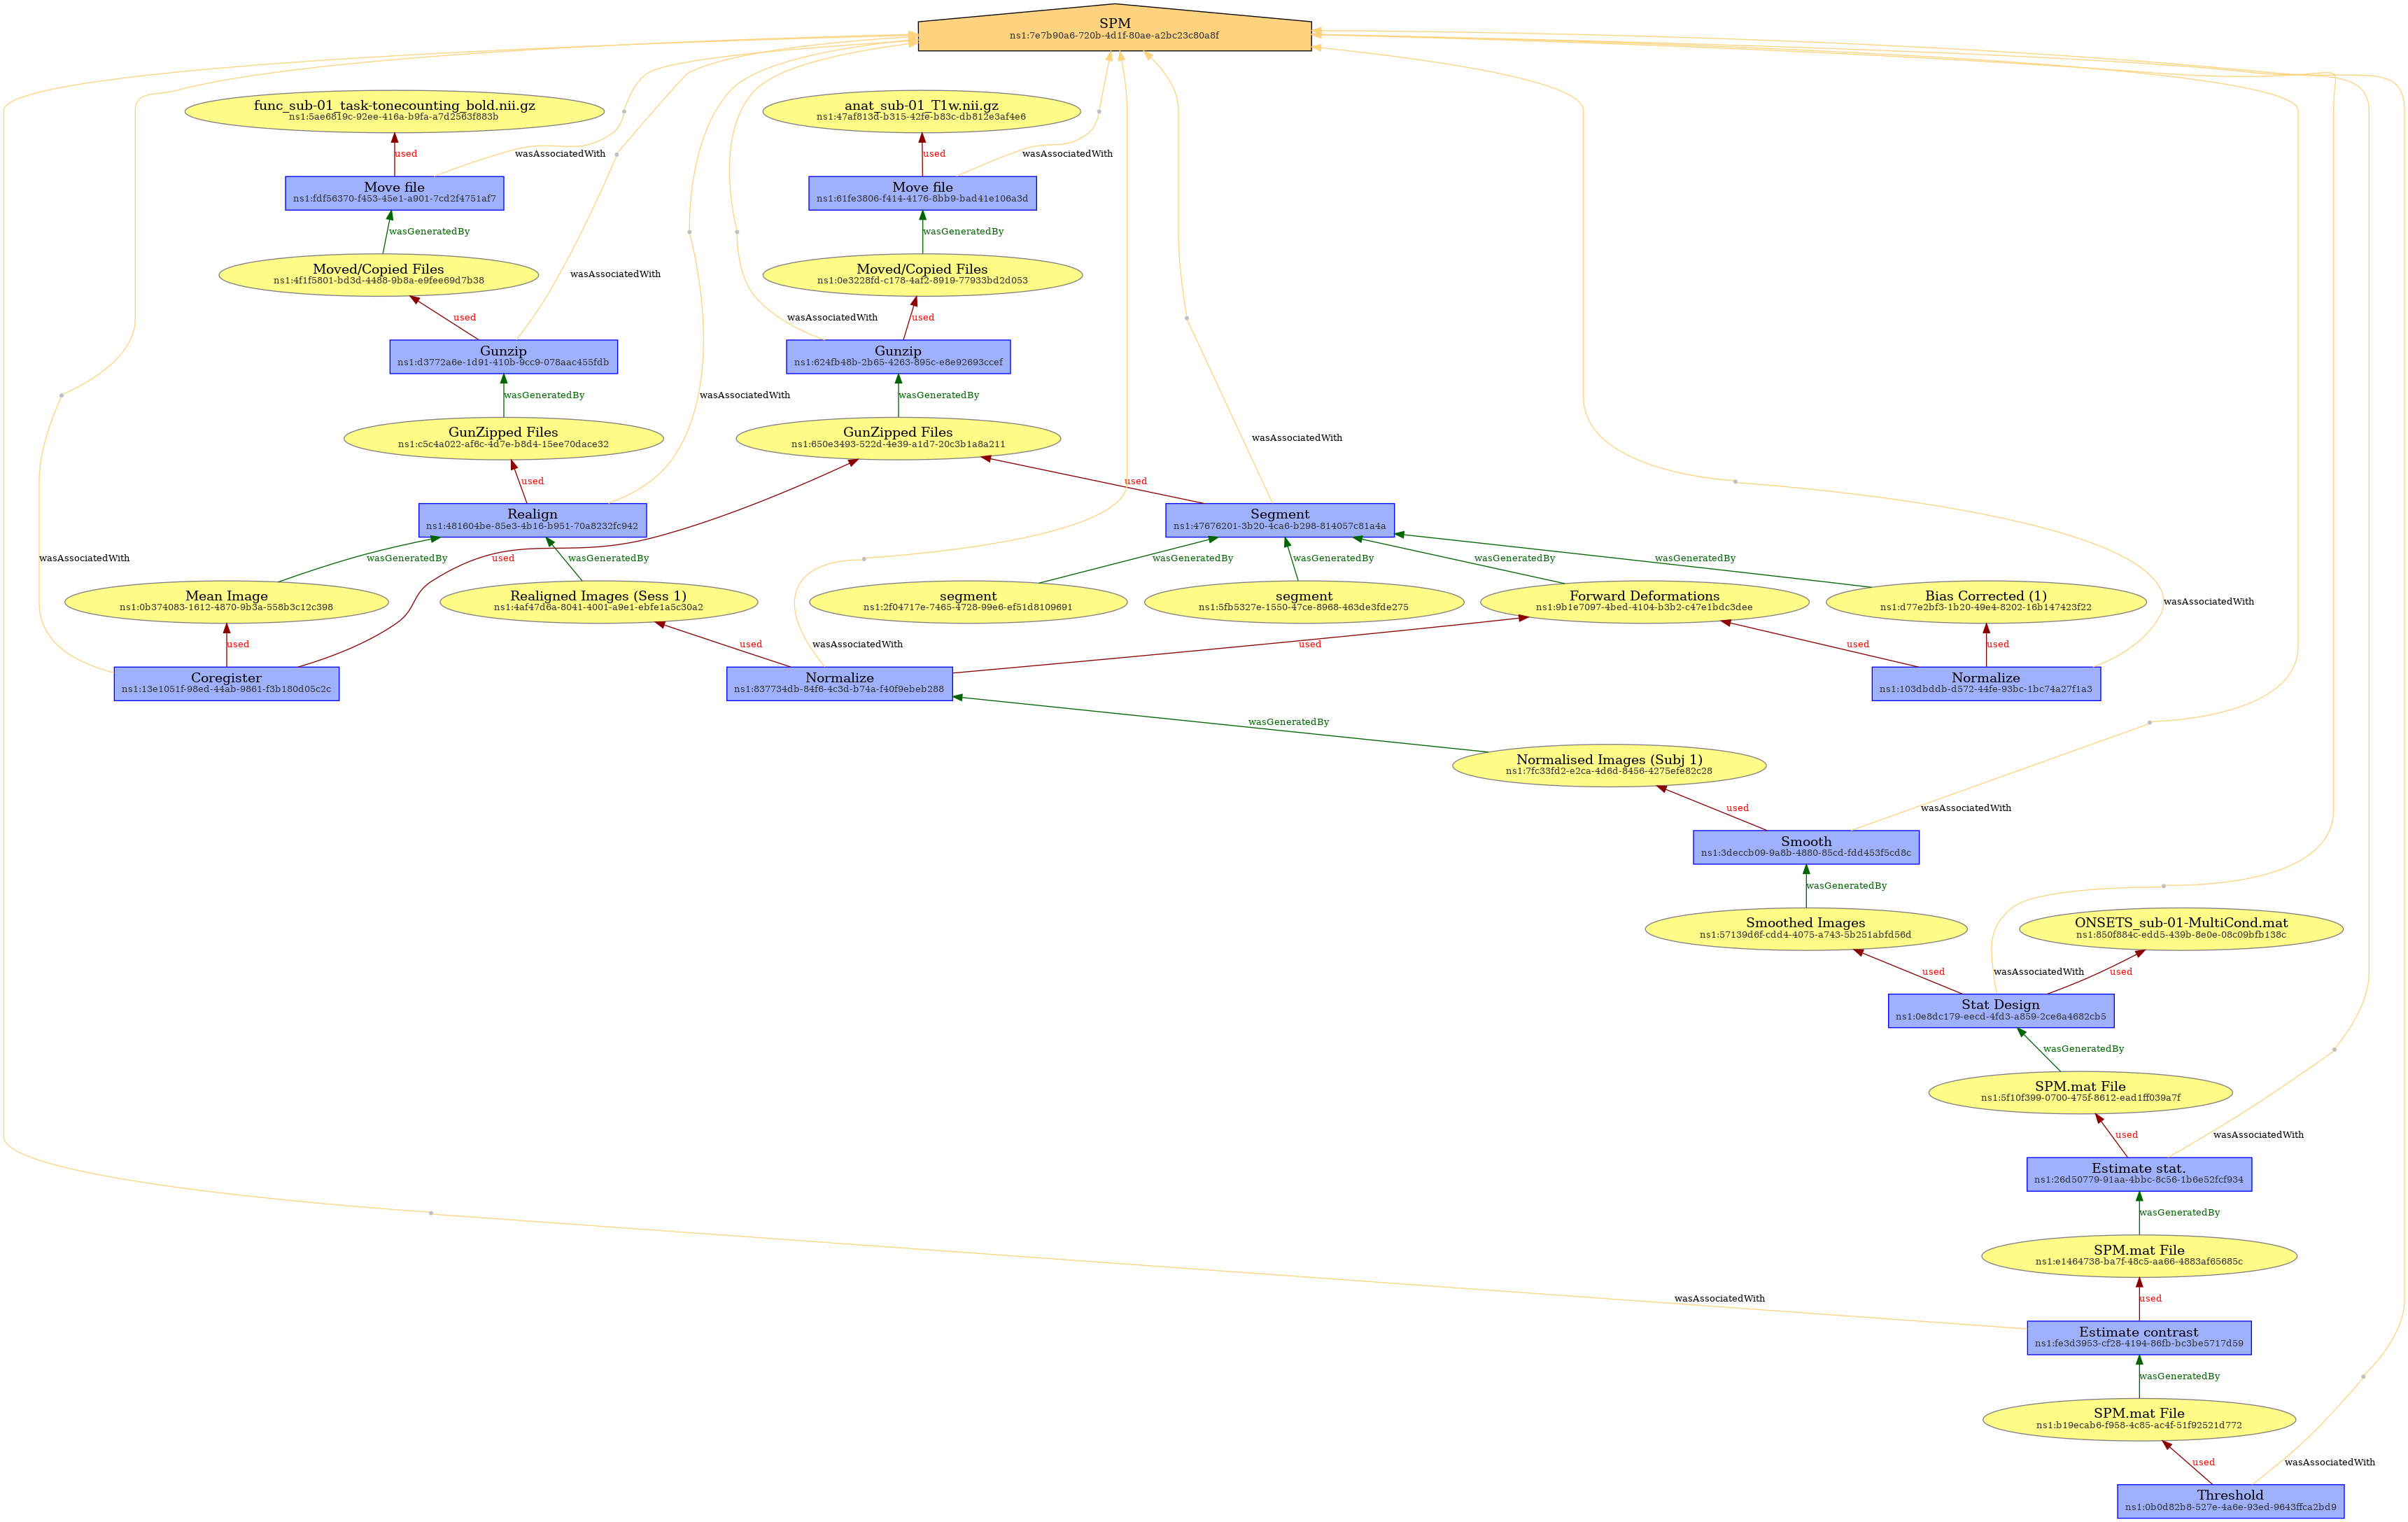 SPM
ns1:7e7b90a6-720b-4d1f-80ae-a2bc23c80a8f
func_sub-01_task-tonecounting_bold.nii.gz
ns1:5ae6819c-92ee-416a-b9fa-a7d2563f883b
anat_sub-01_T1w.nii.gz
ns1:47af813d-b315-42fe-b83c-db812e3af4e6
used
wasAssociatedWith
used
wasAssociatedWith
Move file
ns1:fdf56370-f453-45e1-a901-7cd2f4751af7
Move file
ns1:61fe3806-f414-4176-8bb9-bad41e106a3d
wasGeneratedBy
wasGeneratedBy
Moved/Copied Files
ns1:4f1f5801-bd3d-4488-9b8a-e9fee69d7b38
wasAssociatedWith
Moved/Copied Files
ns1:0e3228fd-c178-4af2-8919-77933bd2d053
used
wasAssociatedWith
used
Gunzip
ns1:d3772a6e-1d91-410b-9cc9-078aac455fdb
Gunzip
ns1:624fb48b-2b65-4263-895c-e8e92693ccef
wasGeneratedBy
wasGeneratedBy
wasAssociatedWith
GunZipped Files
ns1:c5c4a022-af6c-4d7e-b8d4-15ee70dace32
wasAssociatedWith
GunZipped Files
ns1:650e3493-522d-4e39-a1d7-20c3b1a8a211
wasAssociatedWith
used
used
Realign
ns1:481604be-85e3-4b16-b951-70a8232fc942
Segment
ns1:47676201-3b20-4ca6-b298-814057c81a4a
wasGeneratedBy
used
wasGeneratedBy
wasGeneratedBy
wasGeneratedBy
wasGeneratedBy
wasGeneratedBy
Mean Image
ns1:0b374083-1612-4870-9b3a-558b3c12c398
Realigned Images (Sess 1)
ns1:4af47d6a-8041-4001-a9e1-ebfe1a5c30a2
segment
ns1:2f04717e-7465-4728-99e6-ef51d8109691
segment
ns1:5fb5327e-1550-47ce-8968-463de3fde275
Forward Deformations
ns1:9b1e7097-4bed-4104-b3b2-c47e1bdc3dee
Bias Corrected (1)
ns1:d77e2bf3-1b20-49e4-8202-16b147423f22
used
used
wasAssociatedWith
used
used
used
Coregister
ns1:13e1051f-98ed-44ab-9861-f3b180d05c2c
Normalize
ns1:837734db-84f6-4c3d-b74a-f40f9ebeb288
Normalize
ns1:103dbddb-d572-44fe-93bc-1bc74a27f1a3
wasGeneratedBy
Normalised Images (Subj 1)
ns1:7fc33fd2-e2ca-4d6d-8456-4275efe82c28
used
wasAssociatedWith
Smooth
ns1:3deccb09-9a8b-4880-85cd-fdd453f5cd8c
wasGeneratedBy
Smoothed Images
ns1:57139d6f-cdd4-4075-a743-5b251abfd56d
ONSETS_sub-01-MultiCond.mat
ns1:850f884c-edd5-439b-8e0e-08c09bfb138c
used
wasAssociatedWith
used
Stat Design
ns1:0e8dc179-eecd-4fd3-a859-2ce6a4682cb5
wasGeneratedBy
SPM.mat File
ns1:5f10f399-0700-475f-8612-ead1ff039a7f
used
wasAssociatedWith
Estimate stat.
ns1:26d50779-91aa-4bbc-8c56-1b6e52fcf934
wasGeneratedBy
SPM.mat File
ns1:e1464738-ba7f-48c5-aa66-4883af65685c
wasAssociatedWith
used
Estimate contrast
ns1:fe3d3953-cf28-4194-86fb-bc3be5717d59
wasGeneratedBy
SPM.mat File
ns1:b19ecab6-f958-4c85-ac4f-51f92521d772
used
wasAssociatedWith
Threshold
ns1:0b0d82b8-527e-4a6e-93ed-9643ffca2bd9